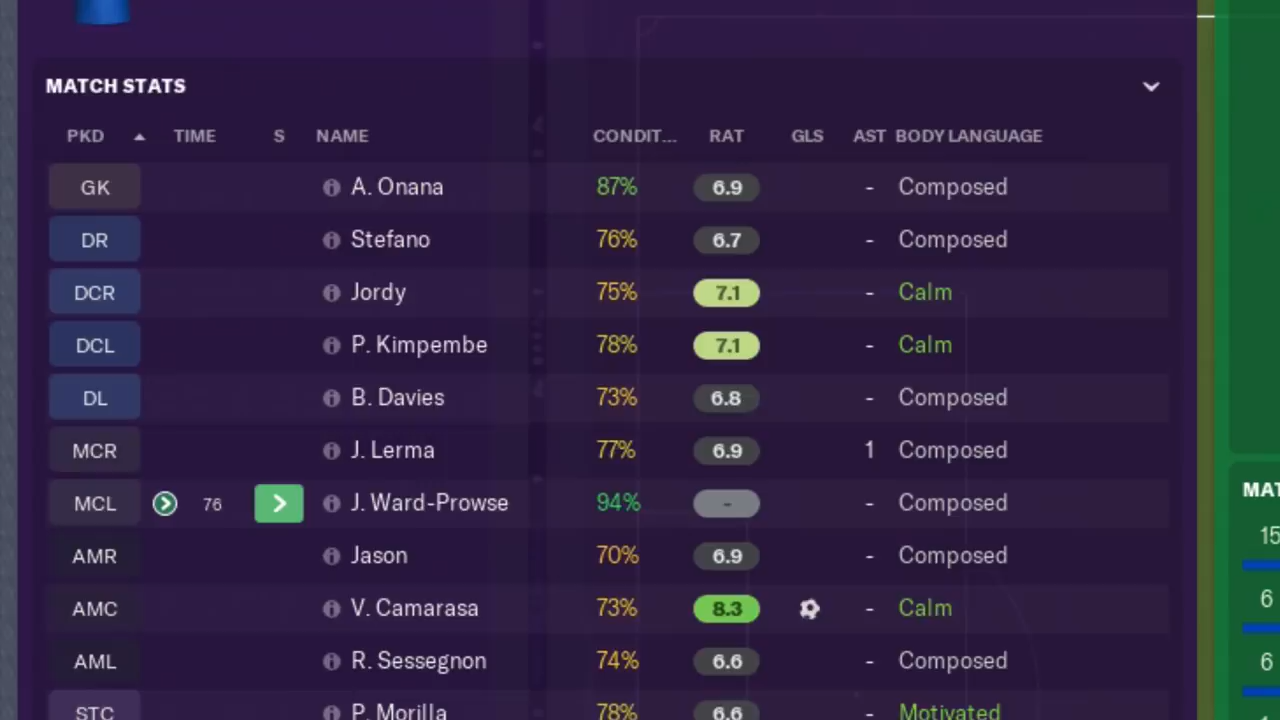 MATCH STATS
PKD TIME S NAME CONDIT... RAT GLS AST BODY LANGUAGE
GK A. Onana 87% 6.9 - Composed
DR Stefano 76% 6.7 - Composed
DCR Jordy 75% 7.1 - Calm
DCL P. Kimpembe 78% 7.1 - Calm
DL B. Davies 73% 6.8 - Composed
MCR J. Lerma 77% 6.9 1 Composed
MCL 76 J. Ward-Prowse 94% - - Composed
AMR Jason 70% 6.9 - Composed
AMC V. Camarasa 73% 8.3 - Calm
AML R. Sessegnon 74% 6.6 - Composed
STC P. Morilla 78% 6.6 Motivated
MAT
15
6
6